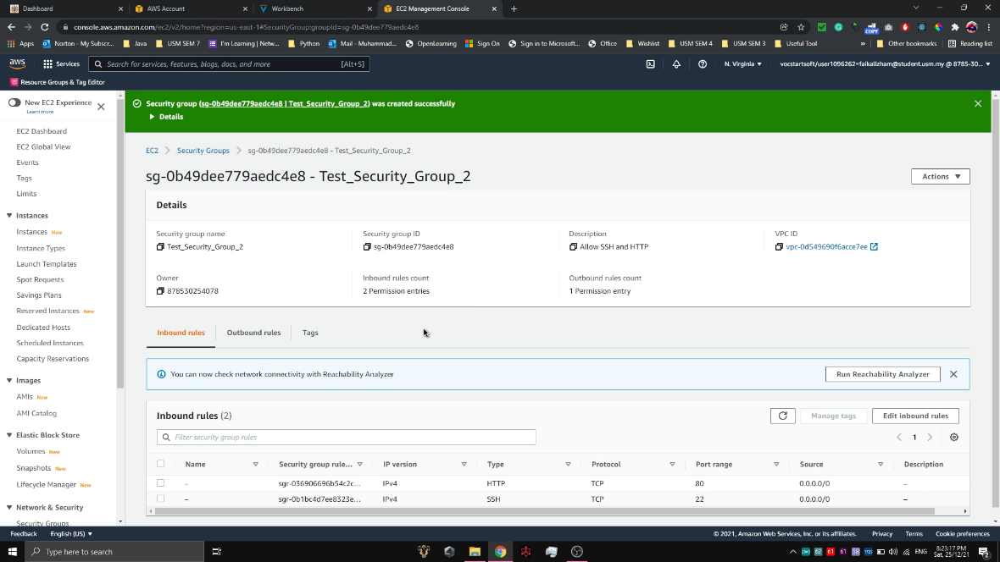 Dashboard
AWS Account
Workbench
EC2 Management Console
console.aws.amazon.com/ec2/v2/home?region=us-east-1#SecurityGroup:groupId=sg-0b49dee779aedc4e8
Apps
Norton - My Subscr...
Java
USM SEM 7
I'm Learning | Netw...
Python
Mail - Muhammad...
OpenLearning
Sign On
Sign in to Microsoft...
Office
Wishlist
USM SEM 4
USM SEM 3
Useful Tool
»
Other bookmarks
Reading list
aws
Services
Search for services, features, blogs, docs, and more
[Alt+S]
N. Virginia ▼
vocstartsoft/user1096262=faikalizham@student.usm.my @ 8785-30... ▼
Resource Groups & Tag Editor
New EC2 Experience
Learn more
EC2 Dashboard
EC2 Global View
Events
Tags
Limits
Instances
Instances New
Instance Types
Launch Templates
Spot Requests
Savings Plans
Reserved Instances New
Dedicated Hosts
Scheduled Instances
Capacity Reservations
Images
AMIs New
AMI Catalog
Elastic Block Store
Volumes New
Snapshots New
Lifecycle Manager New
Network & Security
Security Groups
Security group (sg-0b49dee779aedc4e8 | Test_Security_Group_2) was created successfully
Details
EC2 > Security Groups > sg-0b49dee779aedc4e8 - Test_Security_Group_2
sg-0b49dee779aedc4e8 - Test_Security_Group_2
Actions ▼
Details
Security group name
Test_Security_Group_2
Security group ID
sg-0b49dee779aedc4e8
Description
Allow SSH and HTTP
VPC ID
vpc-0d549690f6acce7ee
Owner
878530254078
Inbound rules count
2 Permission entries
Outbound rules count
1 Permission entry
Inbound rules
Outbound rules
Tags
You can now check network connectivity with Reachability Analyzer
Run Reachability Analyzer
Inbound rules (2)
Manage tags
Edit inbound rules
Filter security group rules
1
Name Security group rule... IP version Type Protocol Port range Source Description
– sgr-036906696b54c2c... IPv4 HTTP TCP 80 0.0.0.0/0 –
– sgr-0b1bc4d7ee8323e... IPv4 SSH TCP 22 0.0.0.0/0 –
Feedback
English (US) ▼
© 2021, Amazon Web Services, Inc. or its affiliates.
Privacy
Terms
Cookie preferences
Type here to search
ENG
8:23:17 PM
Sat, 25/12/21